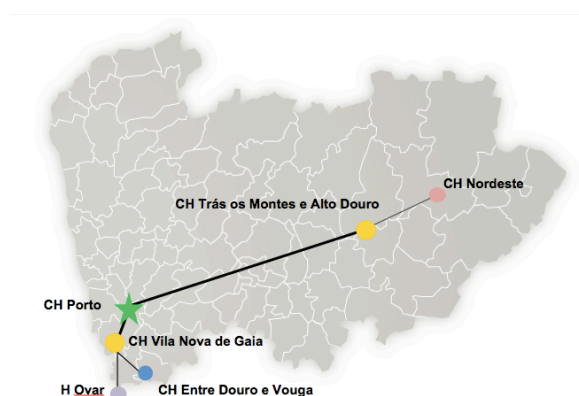 CH Nordeste
CH Trás os Montes e Alto Douro
CH Porto
CH Vila Nova de Gaia
H Ovar
CH Entre Douro e Vouga